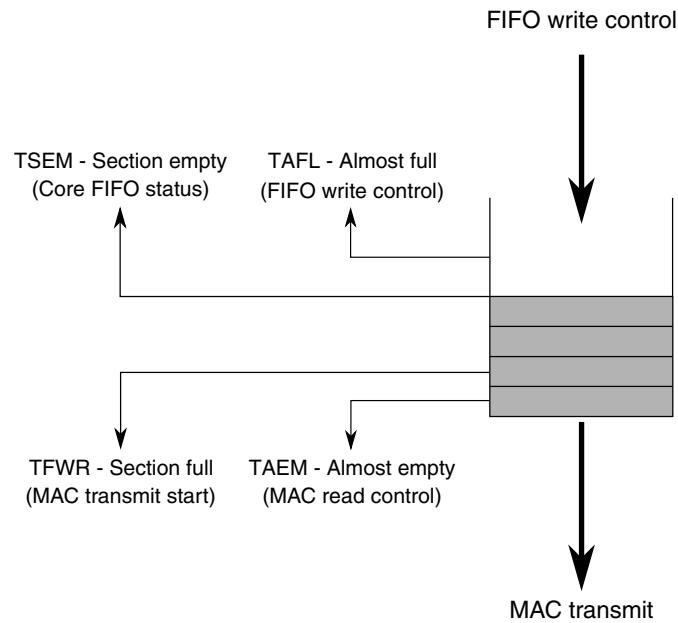 FIFO write control
TSEM - Section empty
(Core FIFO status)
TAFL - Almost full
(FIFO write control)
TFWR - Section full
(MAC transmit start)
TAEM - Almost empty
(MAC read control)
MAC transmit